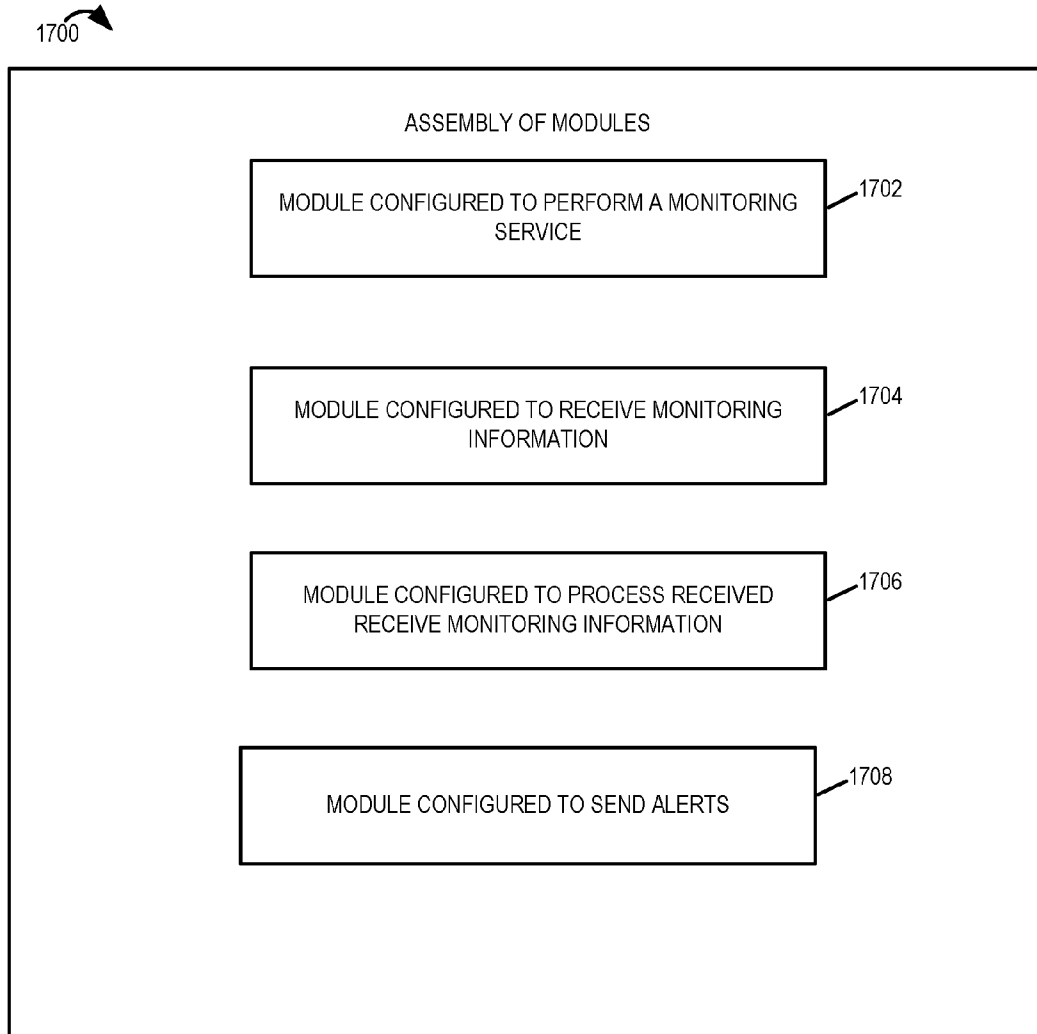 1700
ASSEMBLY OF MODULES
MODULE CONFIGURED TO PERFORM A MONITORING
SERVICE
1702
MODULE CONFIGURED TO RECEIVE MONITORING
INFORMATION
1704
MODULE CONFIGURED TO PROCESS RECEIVED
RECEIVE MONITORING INFORMATION
1706
MODULE CONFIGURED TO SEND ALERTS
1708